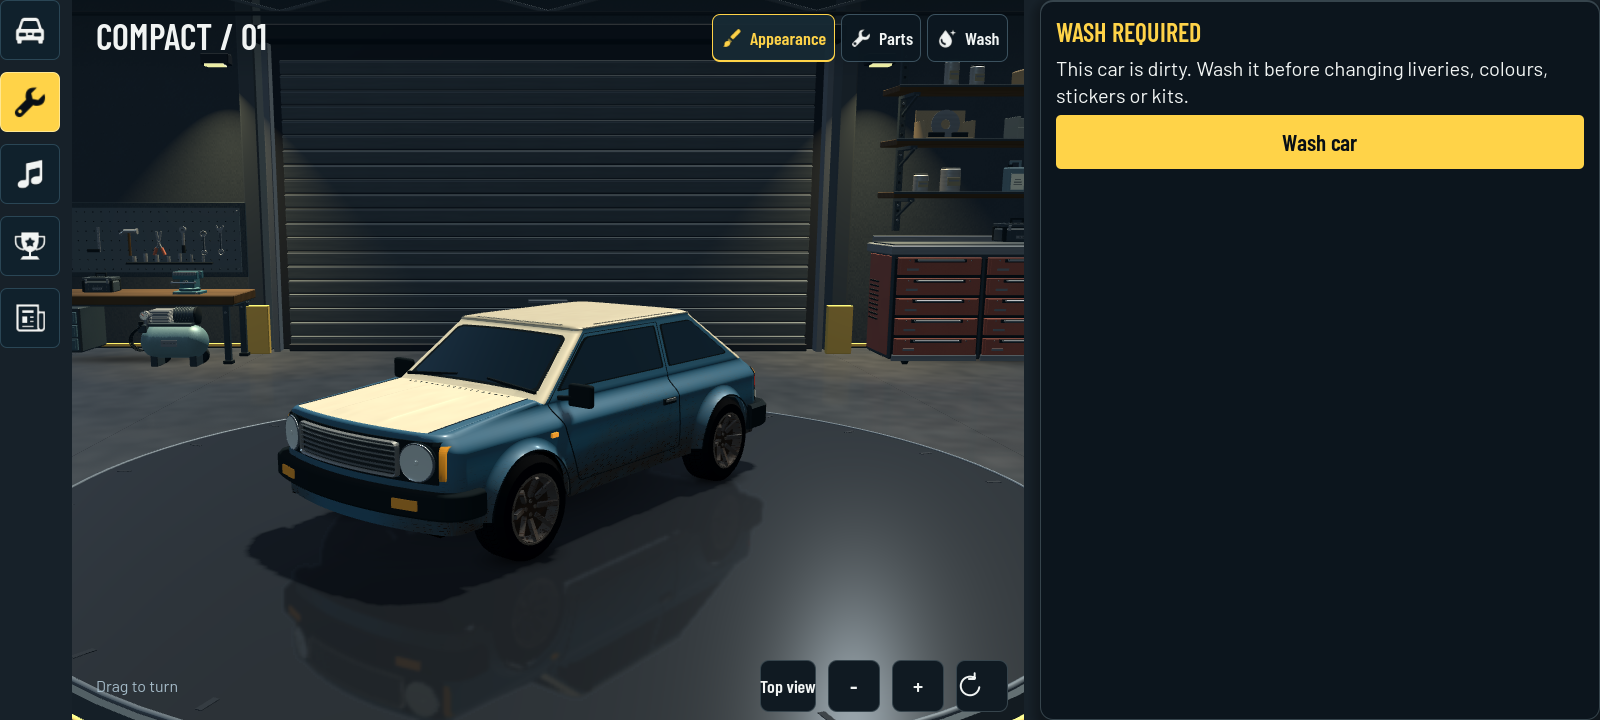 COMPACT / 01
Appearance
Parts
Wash
WASH REQUIRED
This car is dirty. Wash it before changing liveries, colours,
stickers or kits.
Wash car
Drag to turn
Top view
-
+